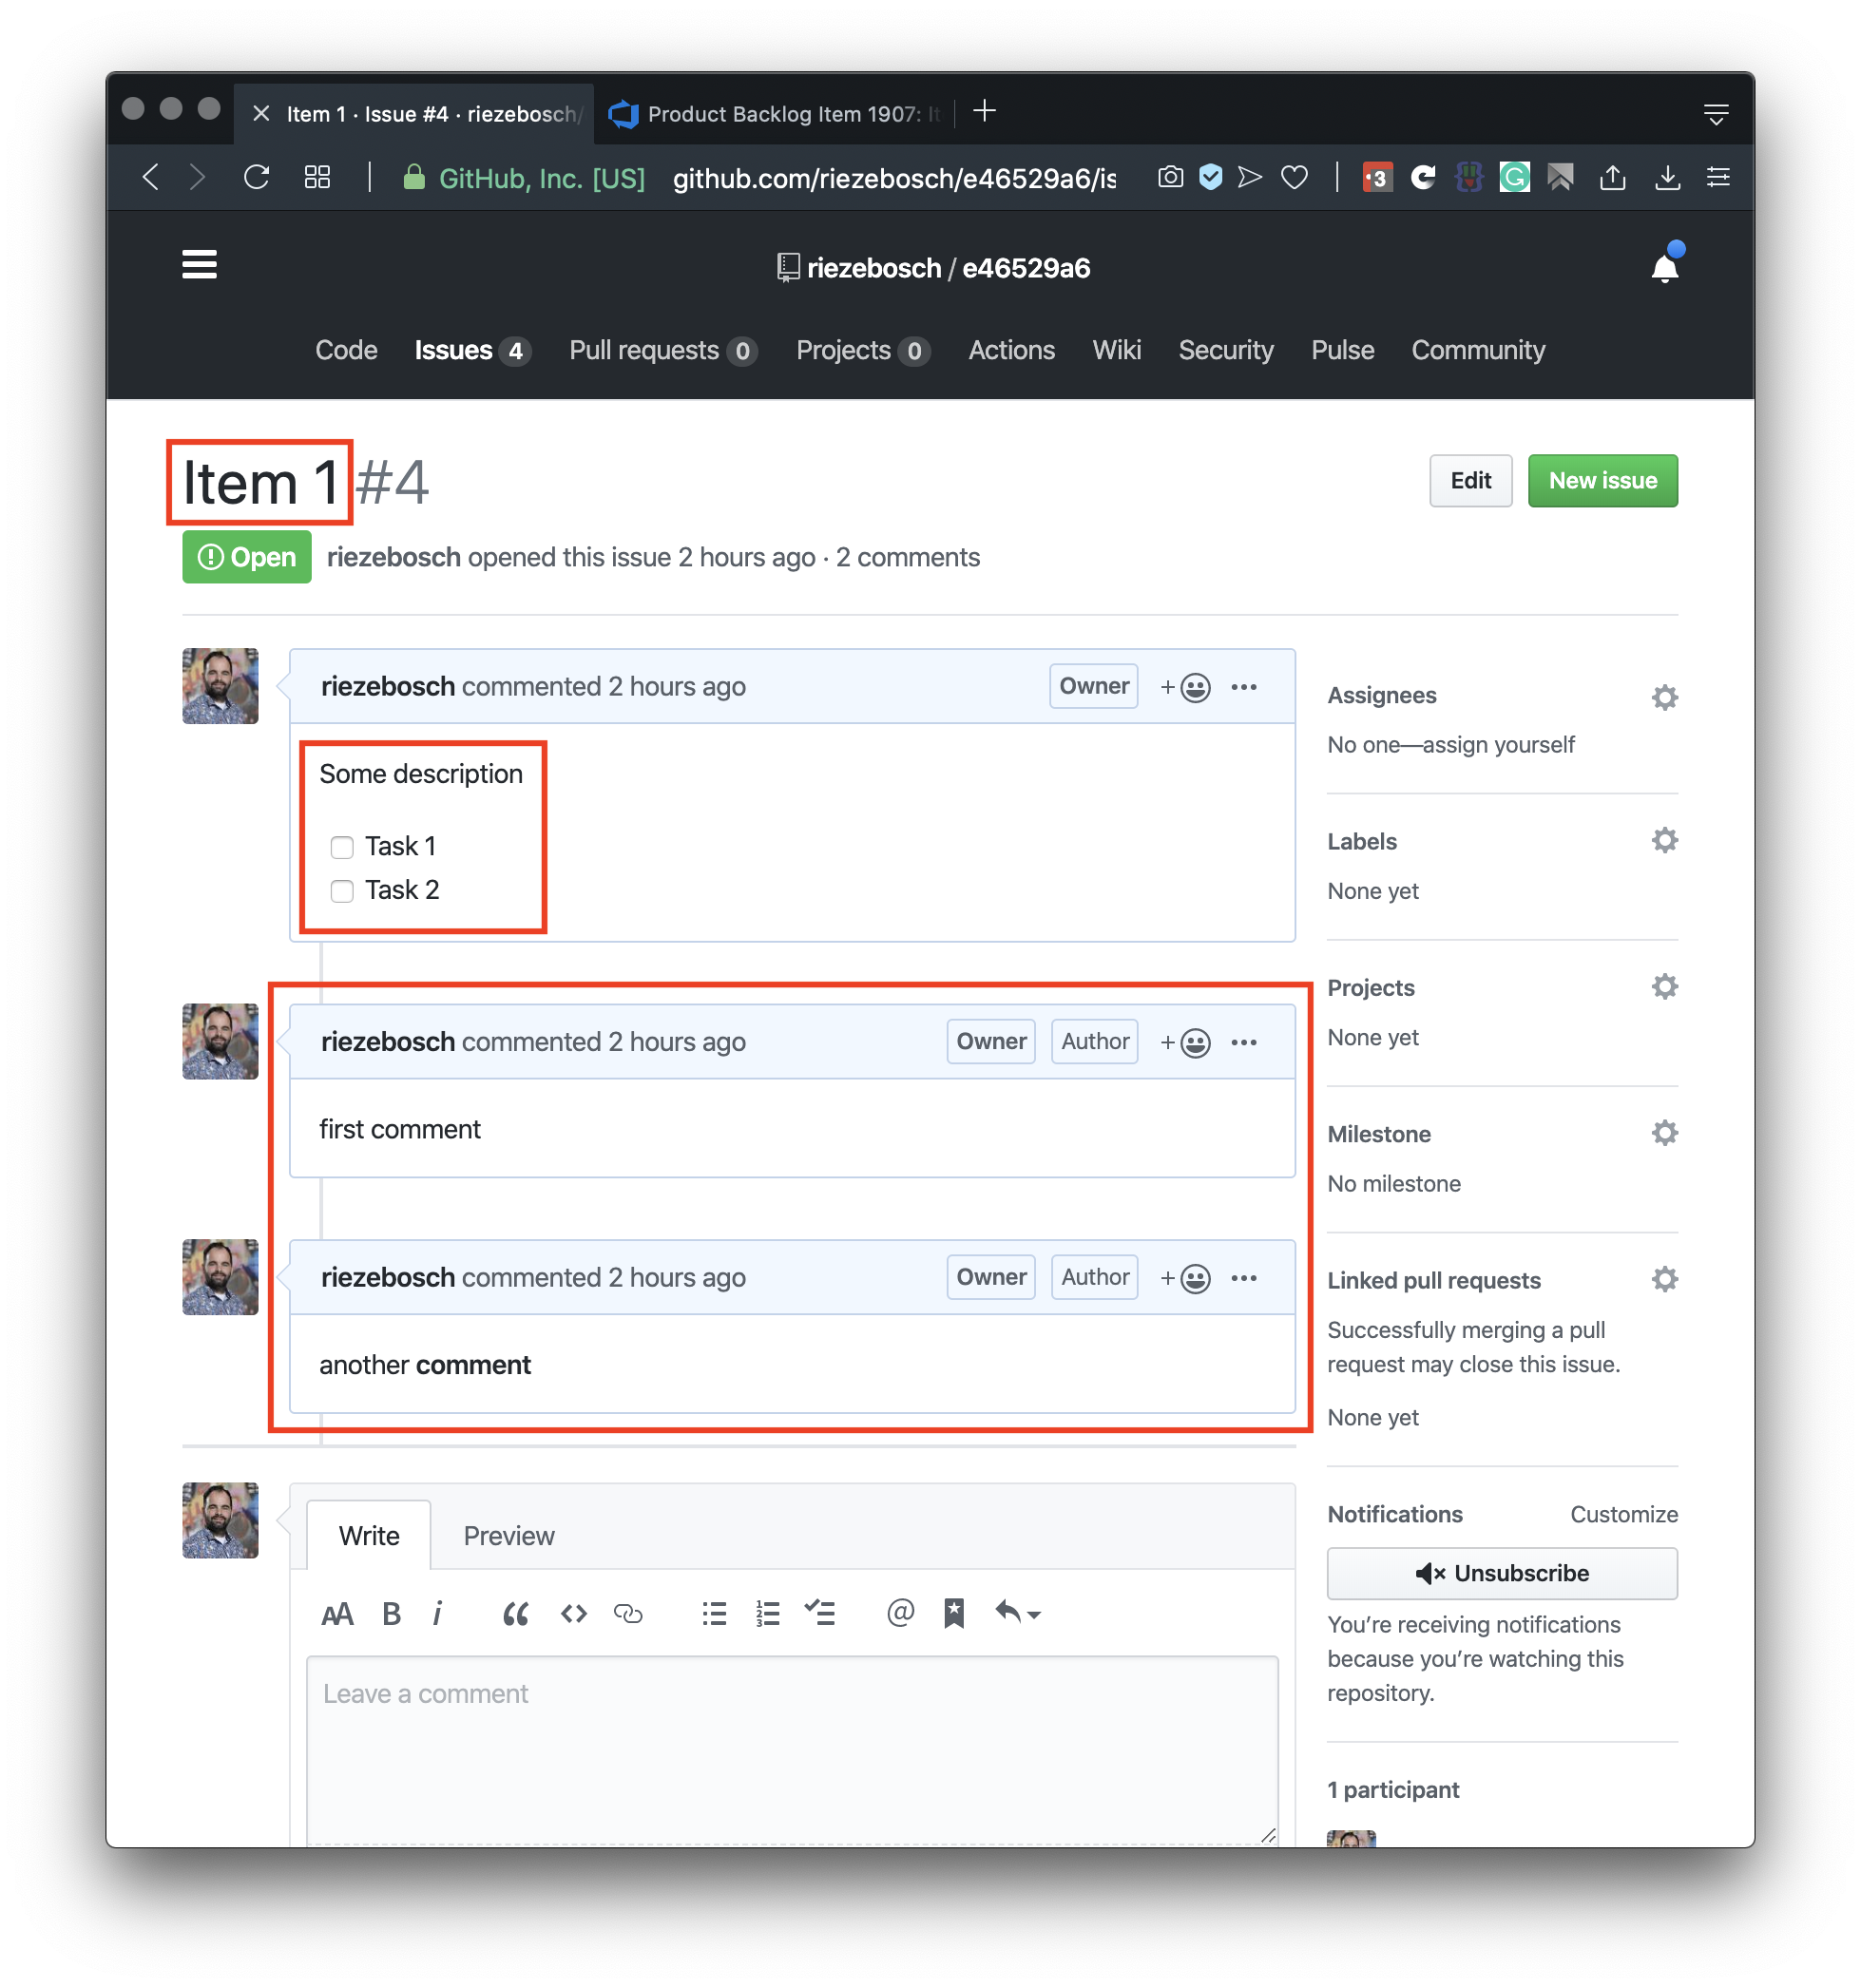 Item 1 · Issue #4 · riezebosch/
Product Backlog Item 1907: It
GitHub, Inc. [US] github.com/riezebosch/e46529a6/is
3
riezebosch / e46529a6
Code Issues 4 Pull requests 0 Projects 0 Actions Wiki Security Pulse Community
Item 1 #4
Edit New issue
Open riezebosch opened this issue 2 hours ago · 2 comments
riezebosch commented 2 hours ago Owner
Some description
Task 1
Task 2
riezebosch commented 2 hours ago Owner Author
first comment
riezebosch commented 2 hours ago Owner Author
another comment
Write Preview
Leave a comment
Assignees
No one—assign yourself
Labels
None yet
Projects
None yet
Milestone
No milestone
Linked pull requests
Successfully merging a pull
request may close this issue.
None yet
Notifications Customize
Unsubscribe
You’re receiving notifications
because you’re watching this
repository.
1 participant